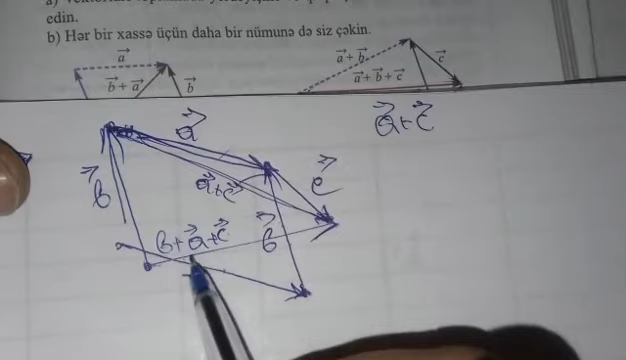 edin.
b) Hər bir xassə üçün daha bir nümunə də siz çəkin.
a⃗
b⃗ + a⃗
b⃗
a⃗ + b⃗
c⃗
a⃗ + b⃗ + c⃗
a⃗
a⃗+c⃗
b⃗
a⃗+c⃗
c⃗
b+a⃗+c⃗
b⃗